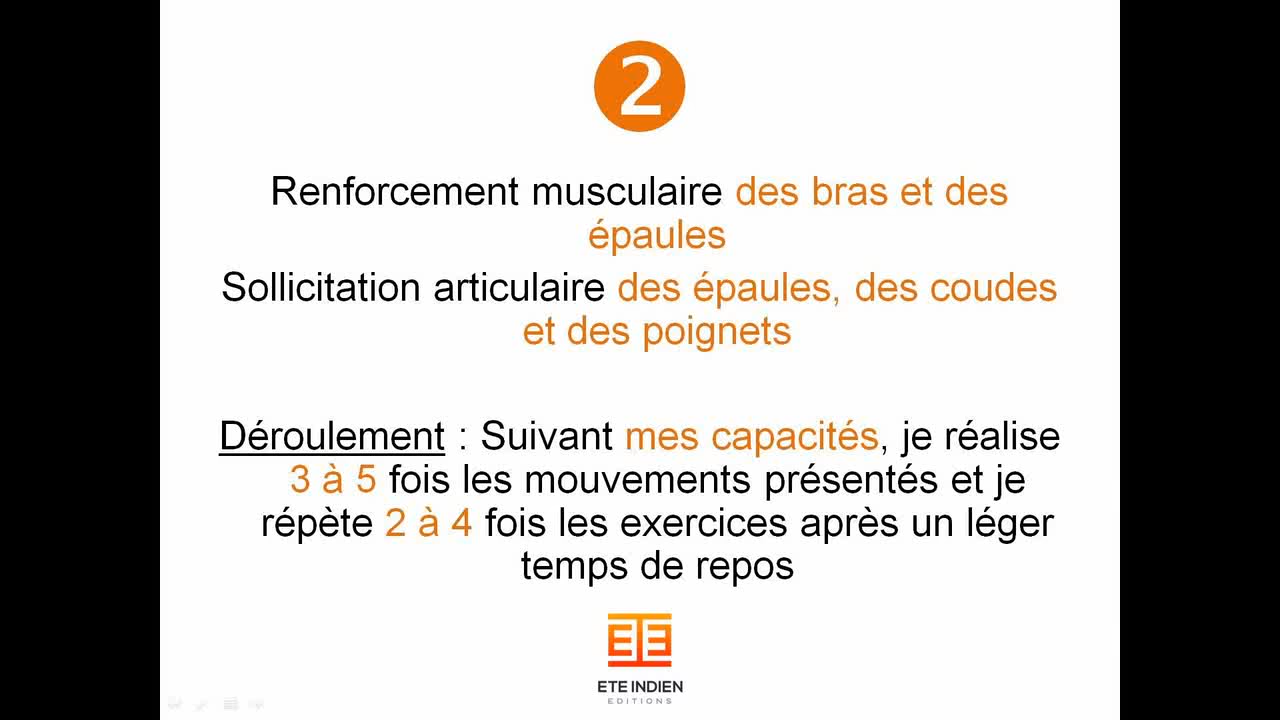 2
Renforcement musculaire des bras et des
épaules
Sollicitation articulaire des épaules, des coudes
et des poignets
Déroulement : Suivant mes capacités, je réalise
3 à 5 fois les mouvements présentés et je
répète 2 à 4 fois les exercices après un léger
temps de repos
ETE
ETE INDIEN
EDITIONS